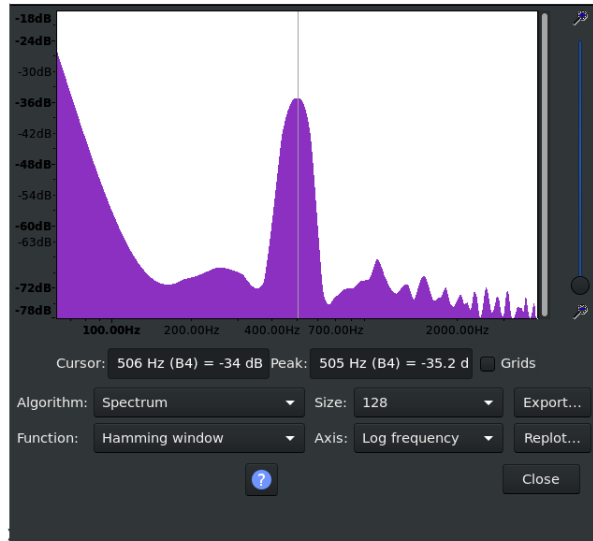 -18dB
-24dB
-30dB
-36dB
-42dB
-48dB
-54dB
-60dB
-63dB
-72dB
-78dB
100.00Hz 200.00Hz 400.00Hz 700.00Hz 2000.00Hz
Cursor: 506 Hz (B4) = -34 dB Peak: 505 Hz (B4) = -35.2 d Grids
Algorithm: Spectrum Size: 128 Export...
Function: Hamming window Axis: Log frequency Replot...
? Close